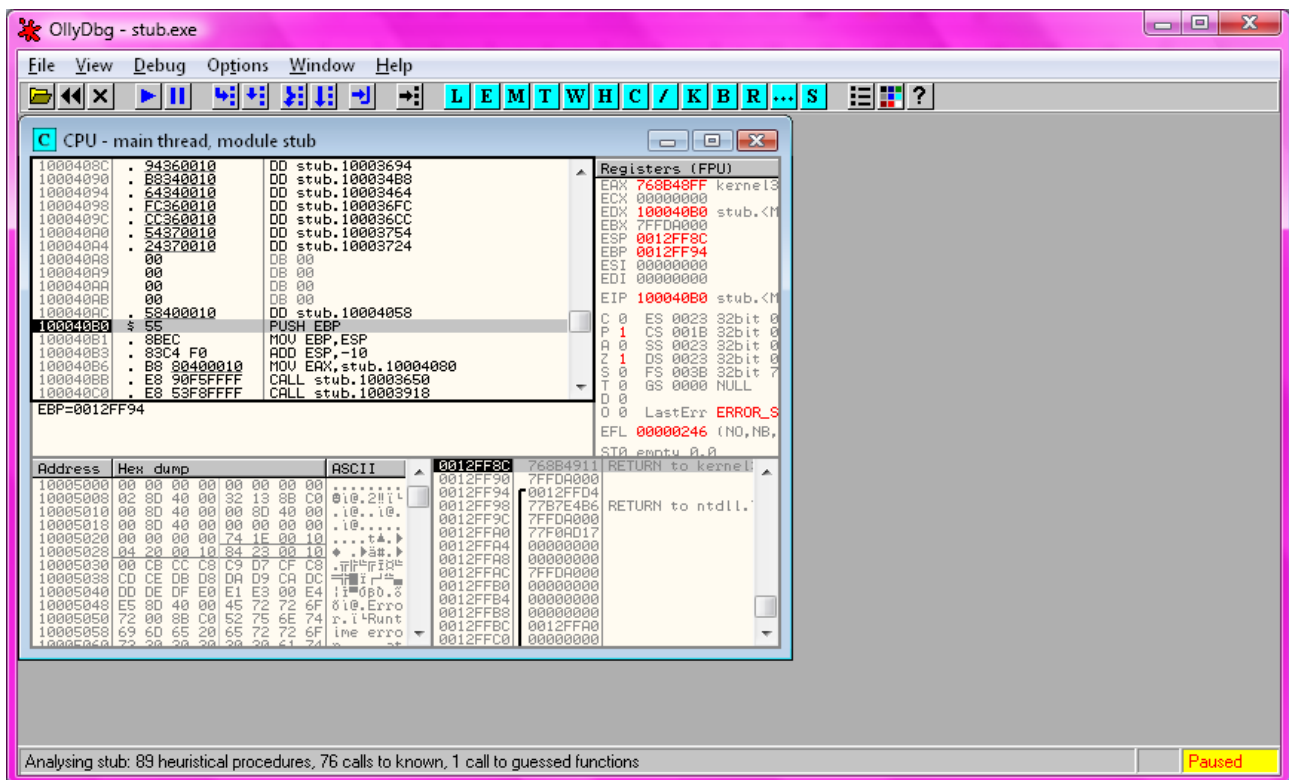 OllyDbg - stub.exe
File View Debug Options Window Help
L E M T W H C / K B R ... S ?
C CPU - main thread, module stub
1000408C . 94360010 DD stub.10003694
10004090 . B8340010 DD stub.100034B8
10004094 . 64340010 DD stub.10003464
10004098 . FC360010 DD stub.100036FC
1000409C . CC360010 DD stub.100036CC
100040A0 . 54370010 DD stub.10003754
100040A4 . 24370010 DD stub.10003724
100040A8 00 DB 00
100040A9 00 DB 00
100040AA 00 DB 00
100040AB 00 DB 00
100040AC . 58400010 DD stub.10004058
100040B0 $ 55 PUSH EBP
100040B1 . 8BEC MOV EBP,ESP
100040B3 . 83C4 F0 ADD ESP,-10
100040B6 . B8 80400010 MOV EAX,stub.10004080
100040BB . E8 90F5FFFF CALL stub.10003650
100040C0 . E8 53F8FFFF CALL stub.10003918
EBP=0012FF94
Registers (FPU)
EAX 768B48FF kernel3
ECX 00000000
EDX 100040B0 stub.<M
EBX 7FFDA000
ESP 0012FF8C
EBP 0012FF94
ESI 00000000
EDI 00000000
EIP 100040B0 stub.<M
C 0 ES 0023 32bit 0
P 1 CS 001B 32bit 0
A 0 SS 0023 32bit 0
Z 1 DS 0023 32bit 0
S 0 FS 003B 32bit 7
T 0 GS 0000 NULL
D 0
O 0 LastErr ERROR_S
EFL 00000246 (NO,NB,
ST0 empty 0.0
Address Hex dump ASCII
10005000 00 00 00 00 00 00 00 00 ........
10005008 02 8D 40 00 32 13 8B C0
10005010 00 8D 40 00 00 8D 40 00 .ì@..ì@.
10005018 00 8D 40 00 00 00 00 00 .ì@.....
10005020 00 00 00 00 74 1E 00 10
10005028 04 20 00 10 84 23 00 10
10005030 00 CB CC C8 C9 D7 CF C8
10005038 CD CE DB D8 DA D9 CA DC
10005040 DD DE DF E0 E1 E3 00 E4
10005048 E5 8D 40 00 45 72 72 6F õì@.Erro
10005050 72 00 8B C0 52 75 6E 74
10005058 69 6D 65 20 65 72 72 6F ime erro
0012FF8C 768B4911 RETURN to kernel
0012FF90 7FFDA000
0012FF94 0012FFD4
0012FF98 77B7E4B6 RETURN to ntdll.
0012FF9C 7FFDA000
0012FFA0 77F0AD17
0012FFA4 00000000
0012FFA8 00000000
0012FFAC 7FFDA000
0012FFB0 00000000
0012FFB4 00000000
0012FFB8 00000000
0012FFBC 0012FFA0
0012FFC0 00000000
Analysing stub: 89 heuristical procedures, 76 calls to known, 1 call to guessed functions
Paused